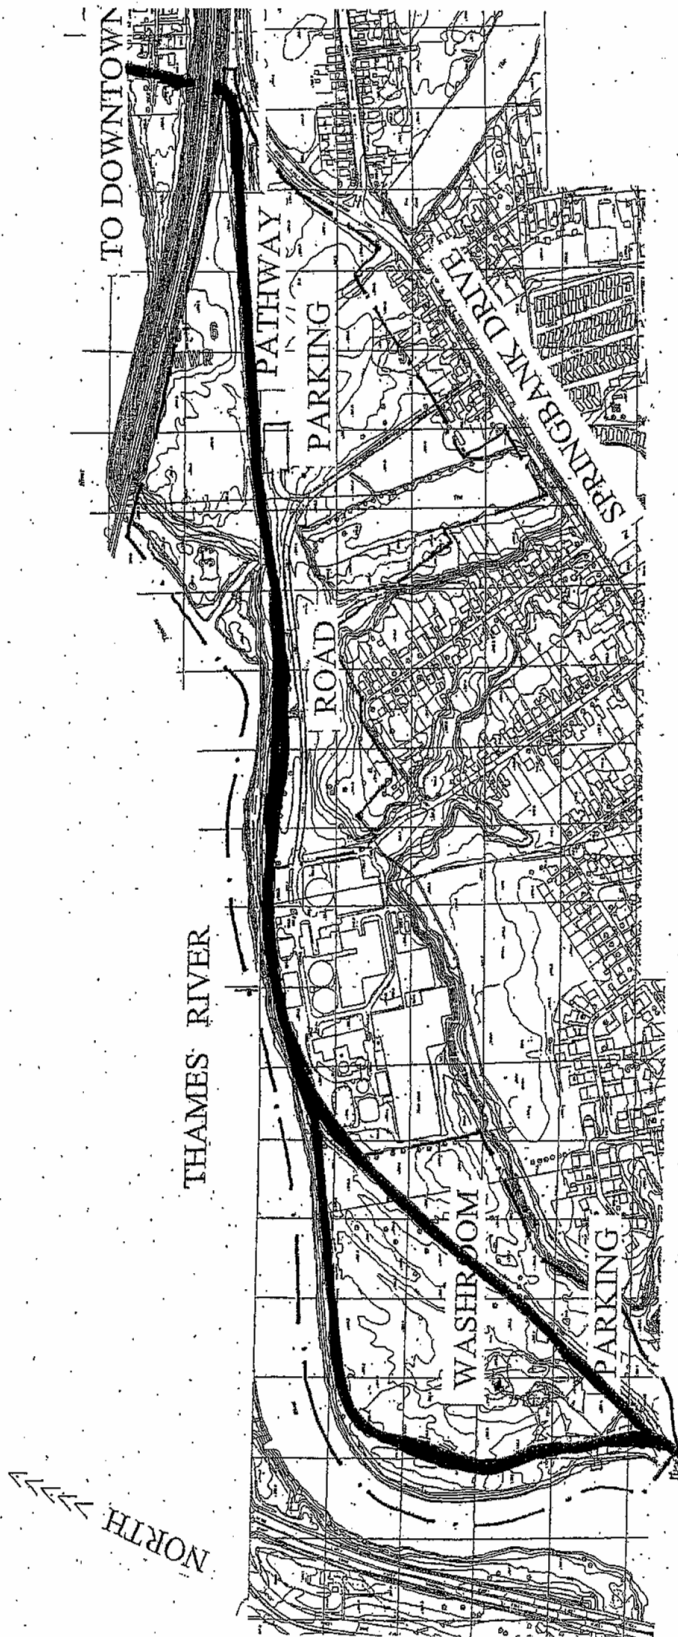 TO DOWNTOWN
PATHWAY
PARKING
SPRINGBANK DRIVE
ROAD
THAMES RIVER
WASHROOM
PARKING
NORTH